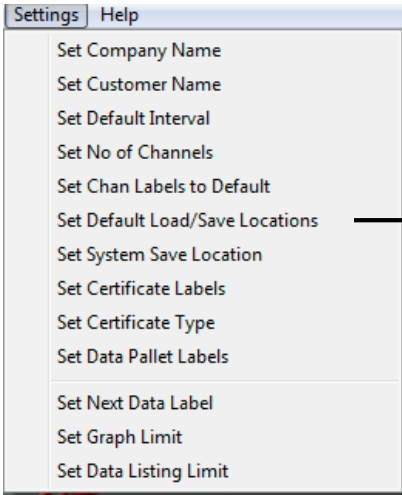 Settings Help
Set Company Name
Set Customer Name
Set Default Interval
Set No of Channels
Set Chan Labels to Default
Set Default Load/Save Locations
Set System Save Location
Set Certificate Labels
Set Certificate Type
Set Data Pallet Labels
Set Next Data Label
Set Graph Limit
Set Data Listing Limit